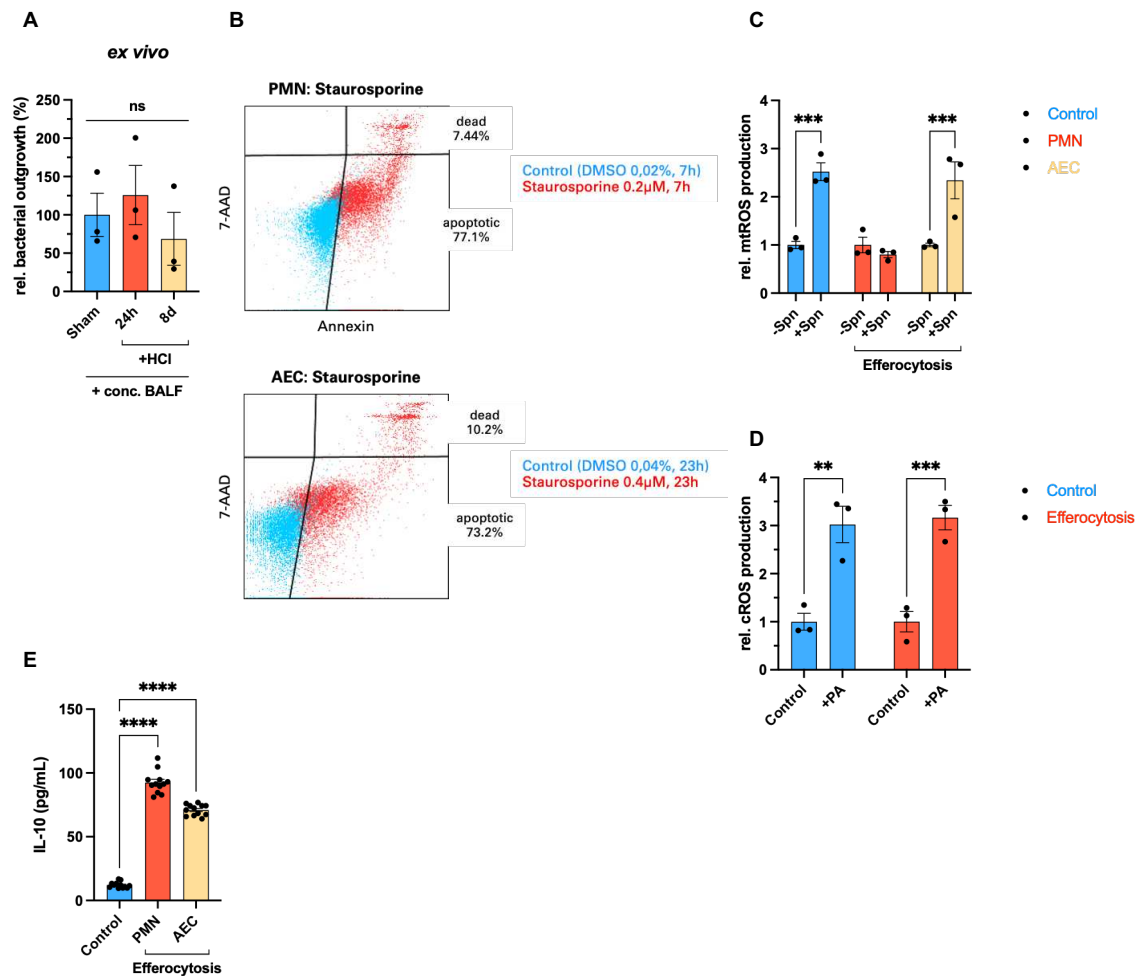 A
ex vivo
rel. bacterial outgrowth (%)
250
200
150
100
50
0
ns
Sham
24h
8d
+HCl
+ conc. BALF
B
PMN: Staurosporine
7-AAD
Annexin
dead
7.44%
apoptotic
77.1%
Control (DMSO 0,02%, 7h)
Staurosporine 0.2µM, 7h
AEC: Staurosporine
7-AAD
dead
10.2%
apoptotic
73.2%
Control (DMSO 0,04%, 23h)
Staurosporine 0.4µM, 23h
C
rel. mtROS production
4
3
2
1
0
***
***
-Spn
+Spn
-Spn
+Spn
-Spn
+Spn
Efferocytosis
Control
PMN
AEC
D
rel. cROS production
4
3
2
1
0
**
***
Control
+PA
Control
+PA
Control
Efferocytosis
E
IL-10 (pg/mL)
150
100
50
0
****
****
Control
PMN
AEC
Efferocytosis